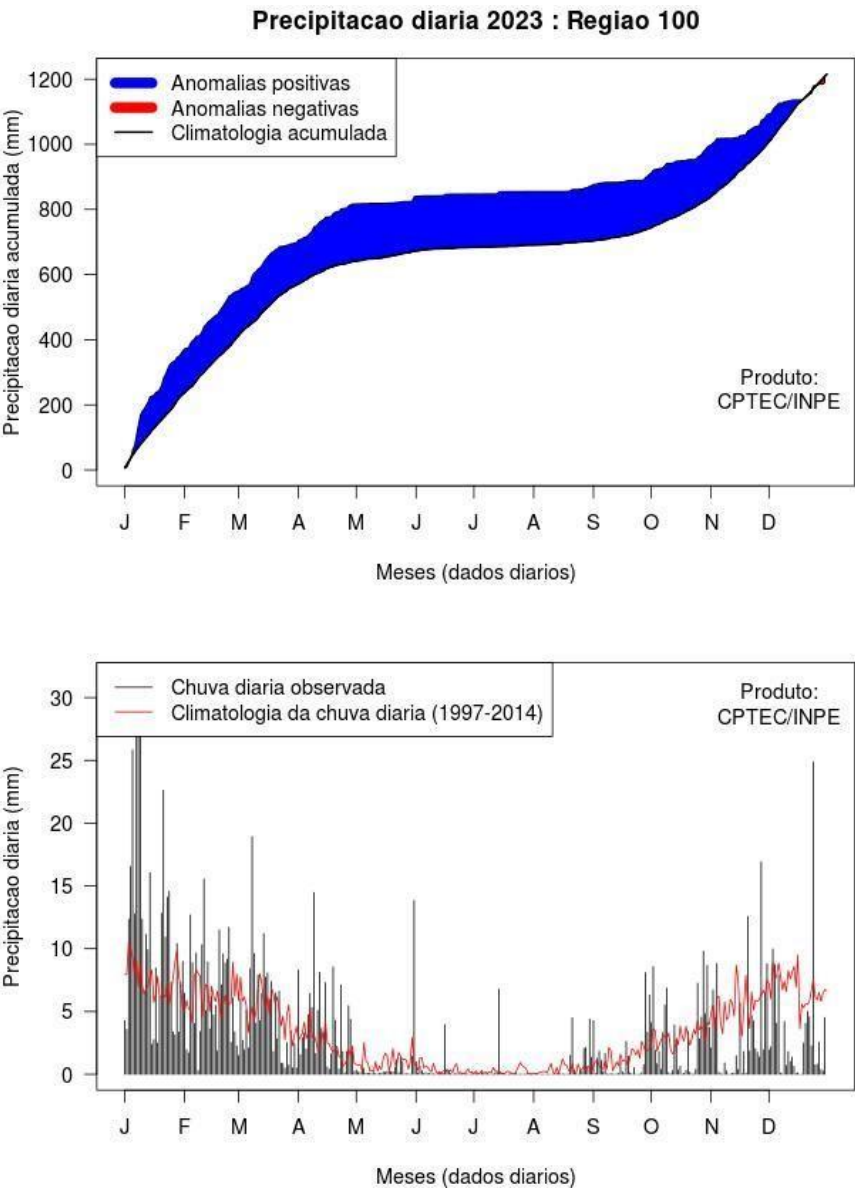 Precipitacao diaria 2023 : Regiao 100
Precipitacao diaria acumulada (mm)
1200
1000
800
600
400
200
0
Anomalias positivas
Anomalias negativas
Climatologia acumulada
Produto:
CPTEC/INPE
J F M A M J J A S O N D
Meses (dados diarios)
Precipitacao diaria (mm)
30
25
20
15
10
5
0
Chuva diaria observada
Climatologia da chuva diaria (1997-2014)
Produto:
CPTEC/INPE
J F M A M J J A S O N D
Meses (dados diarios)